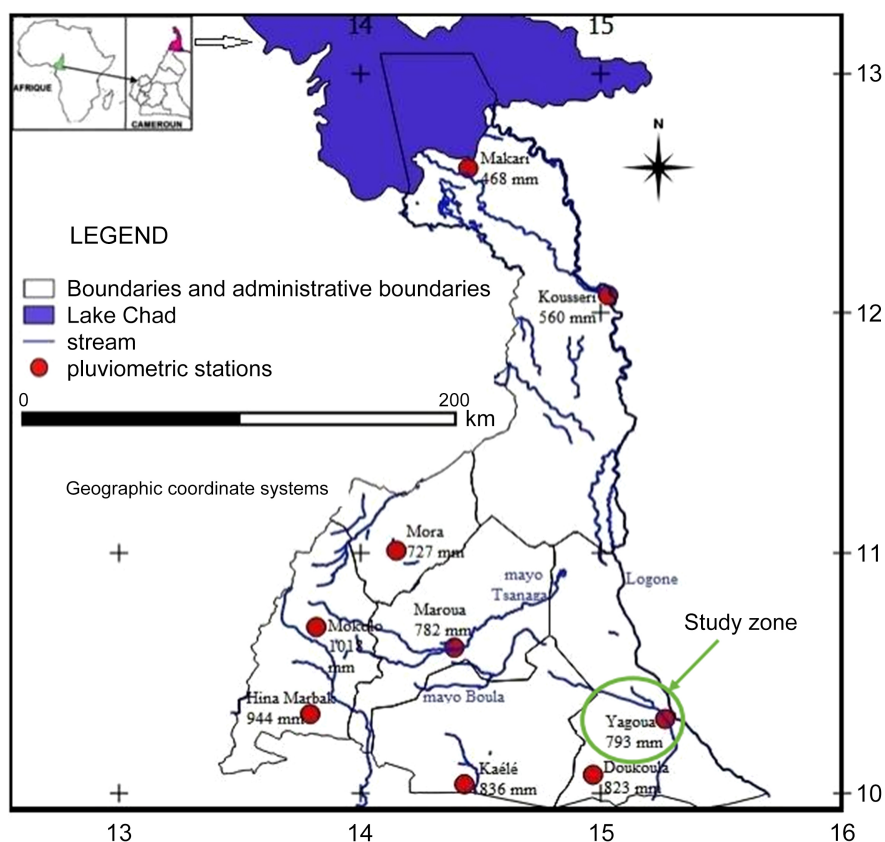 14
15
AFRIQUE
CAMEROUN
13
N
Makari
468 mm
LEGEND
Boundaries and administrative boundaries
Lake Chad
stream
pluviometric stations
Kousseri
560 mm
12
0
200
km
Geographic coordinate systems
Mora
727 mm
11
mayo
Tsanaga
Logone
Maroua
782 mm
Study zone
Mokolo
1018
mm
mayo Boula
Hina Marbak
944 mm
Yagoua
793 mm
Kaélé
836 mm
Doukoula
823 mm
10
13
14
15
16